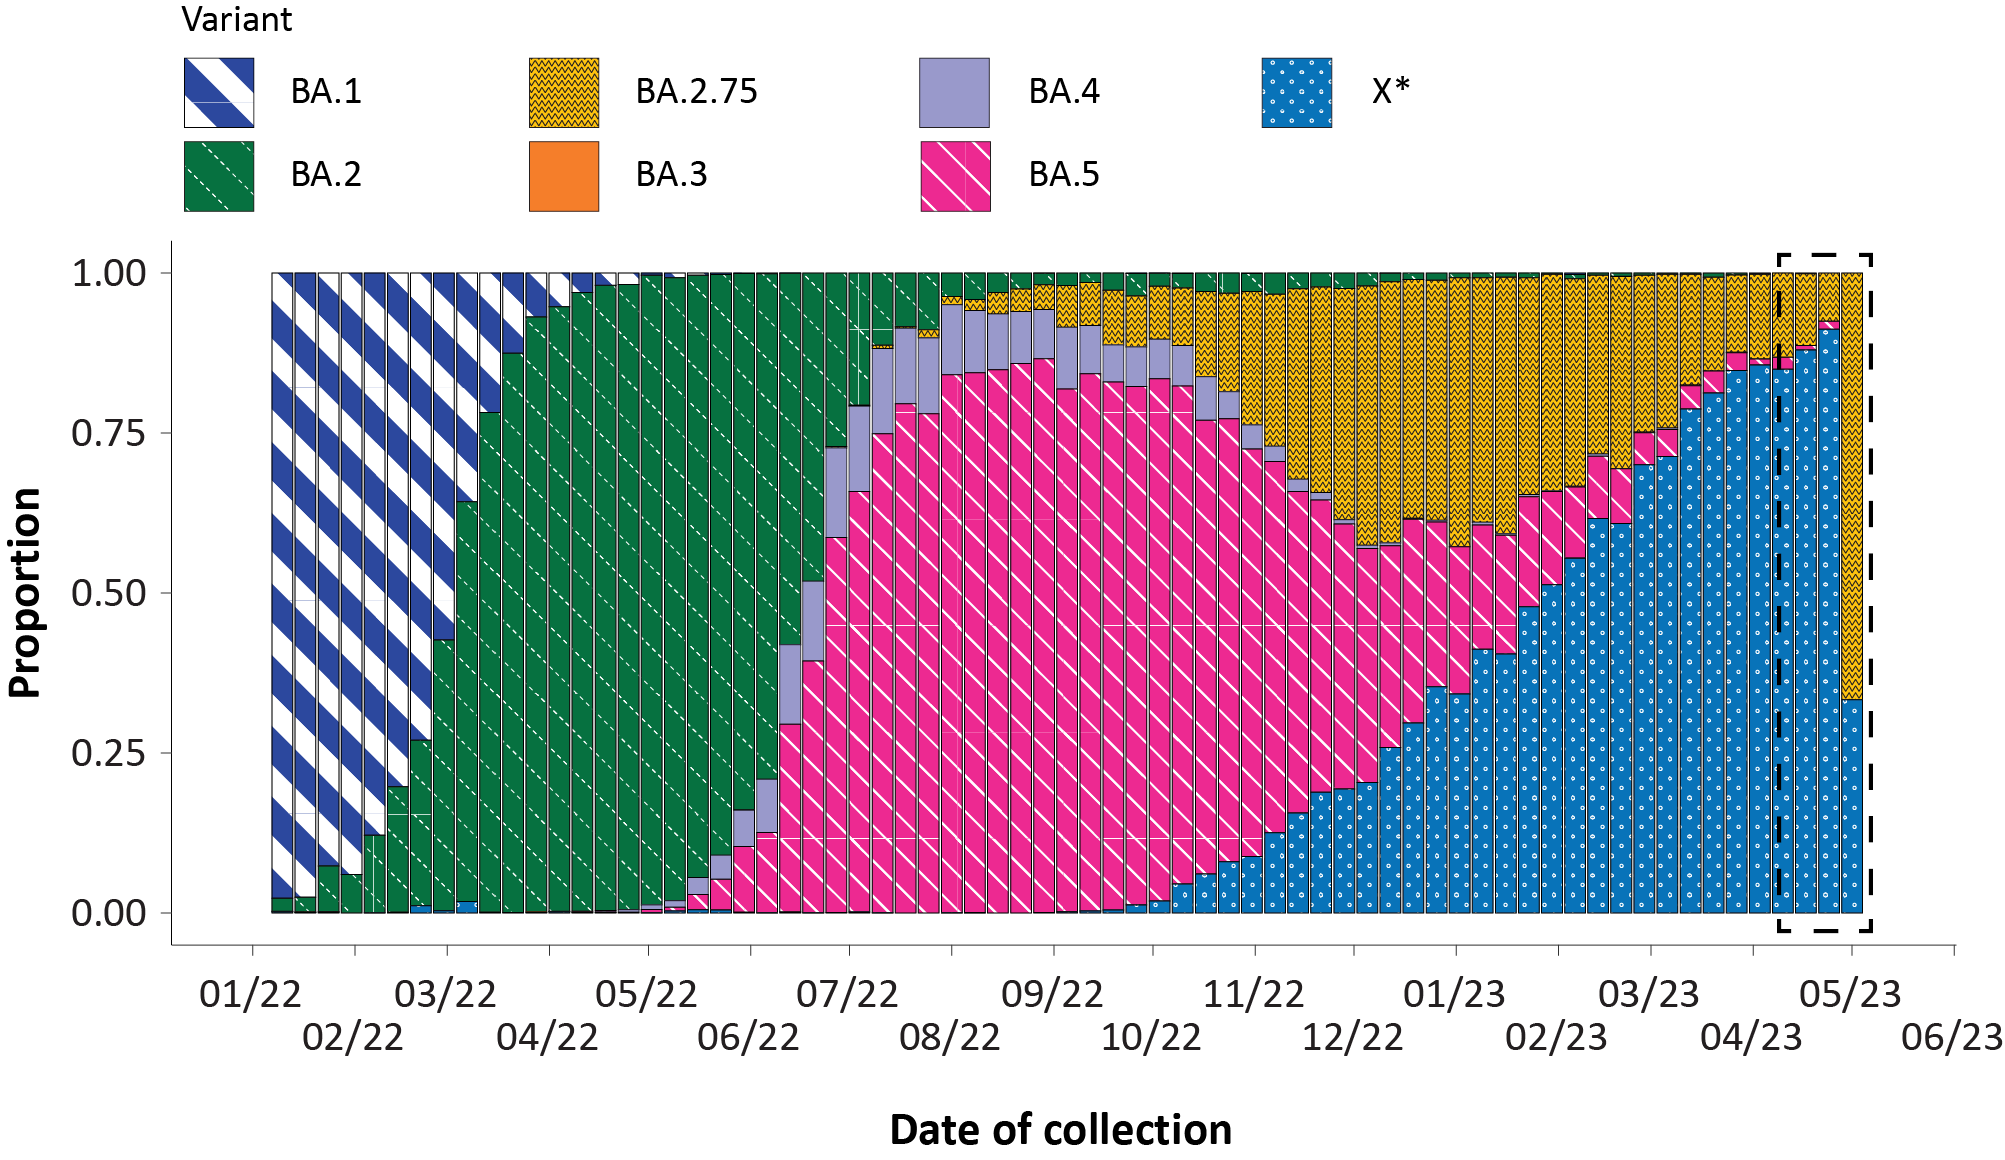 Variant
BA.1 BA.2.75 BA.4 X*
BA.2 BA.3 BA.5
1.00
0.75
0.50
0.25
0.00
Proportion
01/22 03/22 05/22 07/22 09/22 11/22 01/23 03/23 05/23
02/22 04/22 06/22 08/22 10/22 12/22 02/23 04/23 06/23
Date of collection